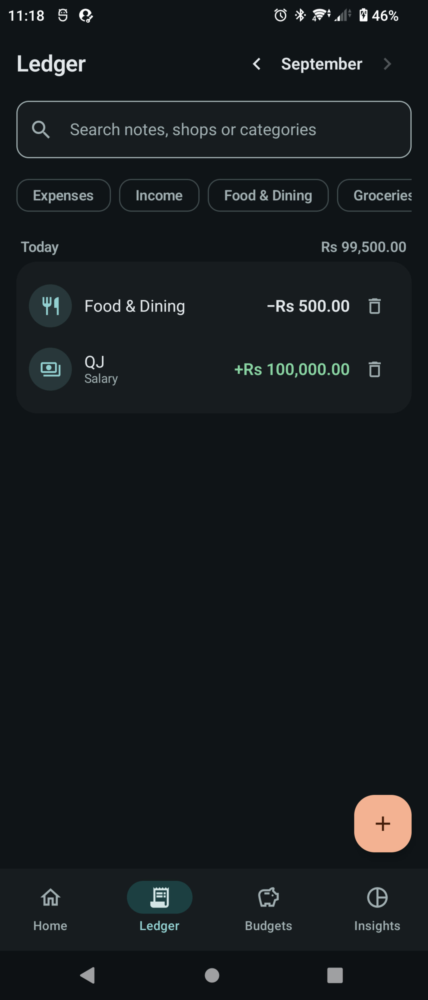 11:18
46%
Ledger
September
Search notes, shops or categories
Expenses
Income
Food & Dining
Groceries
Today
Rs 99,500.00
Food & Dining
−Rs 500.00
QJ
Salary
+Rs 100,000.00
Home
Ledger
Budgets
Insights